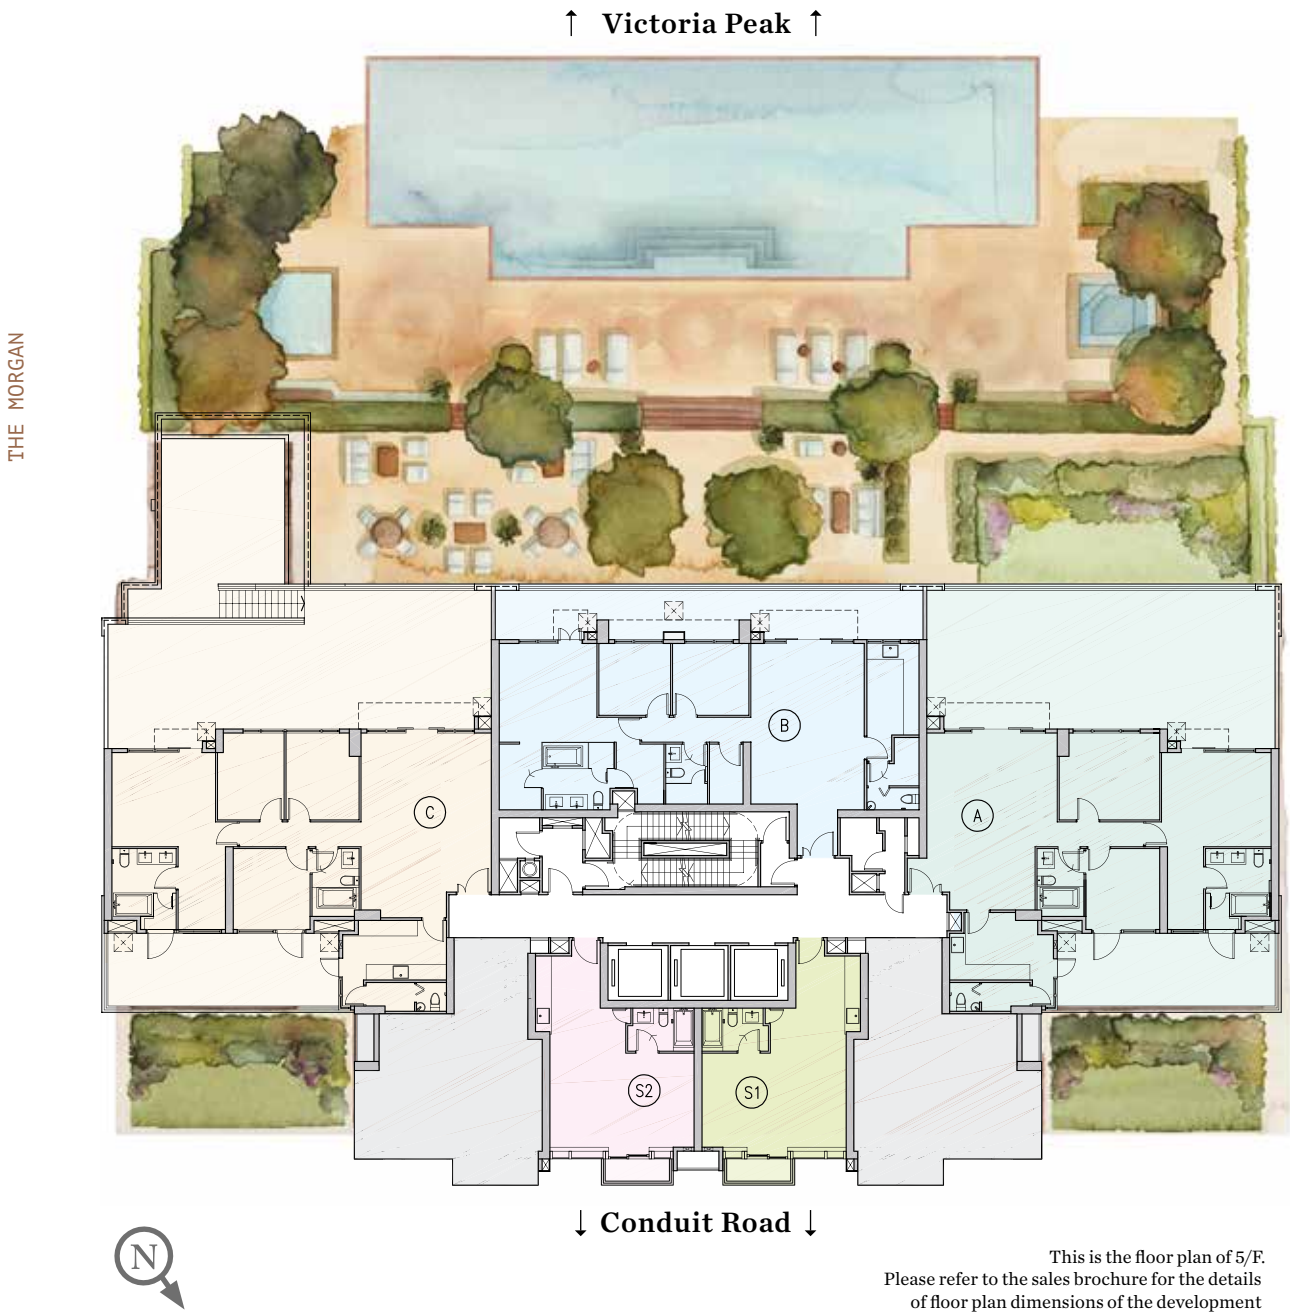 ↑ Victoria Peak ↑
THE MORGAN
B
C
A
S2
S1
↓ Conduit Road ↓
N
This is the floor plan of 5/F.
Please refer to the sales brochure for the details
of floor plan dimensions of the development